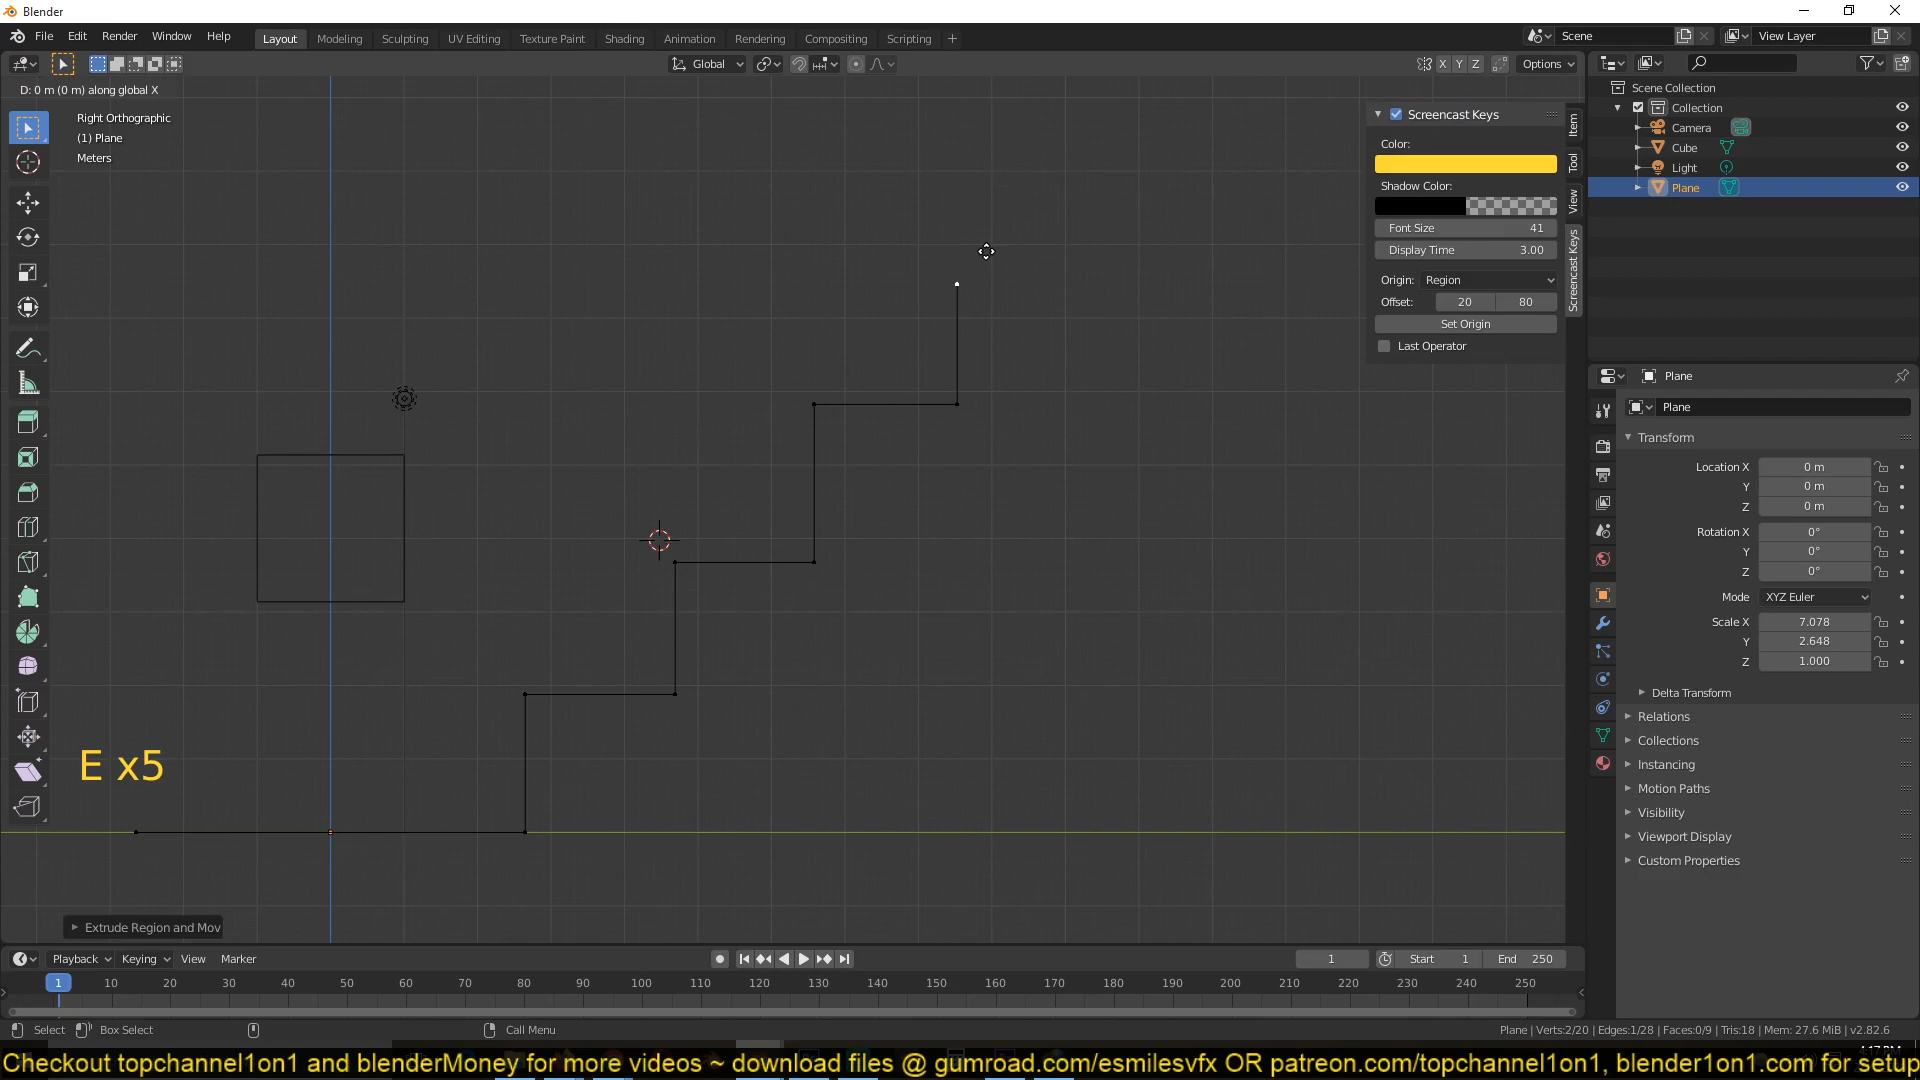 Blender
File Edit Render Window Help Layout Modeling Sculpting UV Editing Texture Paint Shading Animation Rendering Compositing Scripting + Scene View Layer
Global X Y Z Options
D: 0 m (0 m) along global X
Right Orthographic
(1) Plane
Meters
Screencast Keys
Color:
Shadow Color:
Font Size 41
Display Time 3.00
Origin: Region
Offset: 20 80
Set Origin
Last Operator
Item
Tool
View
Screencast Keys
Scene Collection
Collection
Camera
Cube
Light
Plane
Plane
Plane
Transform
Location X 0 m
Y 0 m
Z 0 m
Rotation X 0°
Y 0°
Z 0°
Mode XYZ Euler
Scale X 7.078
Y 2.648
Z 1.000
Delta Transform
Relations
Collections
Instancing
Motion Paths
Visibility
Viewport Display
Custom Properties
E x5
Extrude Region and Mov
Playback Keying View Marker 1 Start 1 End 250
1 10 20 30 40 50 60 70 80 90 100 110 120 130 140 150 160 170 180 190 200 210 220 230 240 250
Select Box Select Call Menu Plane | Verts:2/20 | Edges:1/28 | Faces:0/9 | Tris:18 | Mem: 27.6 MiB | v2.82.6
Checkout topchannel1on1 and blenderMoney for more videos ~ download files @ gumroad.com/esmilesvfx OR patreon.com/topchannel1on1, blender1on1.com for setup